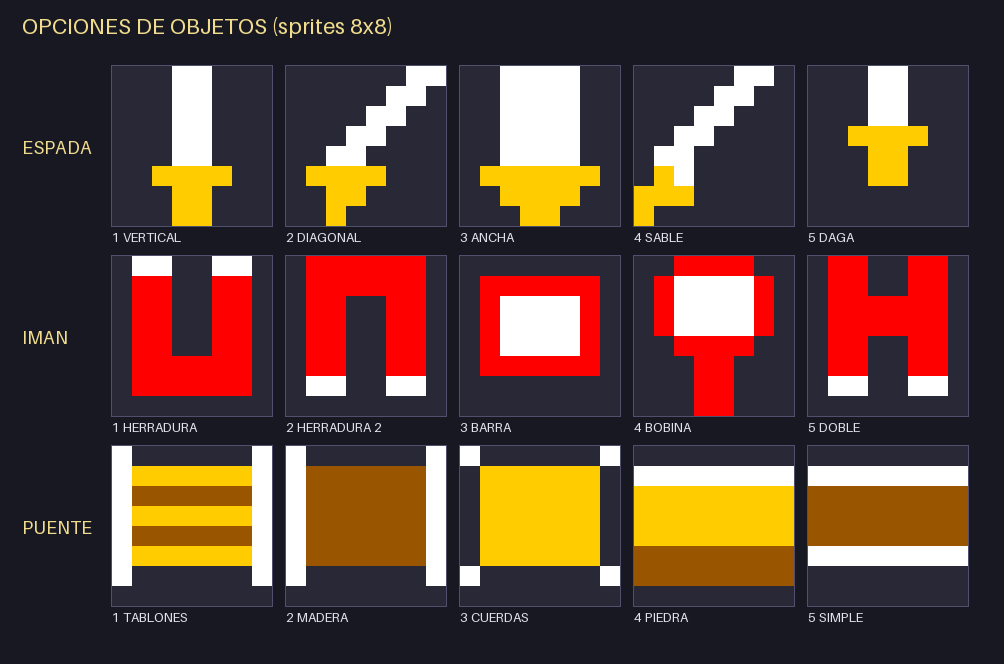 OPCIONES DE OBJETOS (sprites 8x8)
ESPADA
1 VERTICAL
2 DIAGONAL
3 ANCHA
4 SABLE
5 DAGA
IMAN
1 HERRADURA
2 HERRADURA 2
3 BARRA
4 BOBINA
5 DOBLE
PUENTE
1 TABLONES
2 MADERA
3 CUERDAS
4 PIEDRA
5 SIMPLE